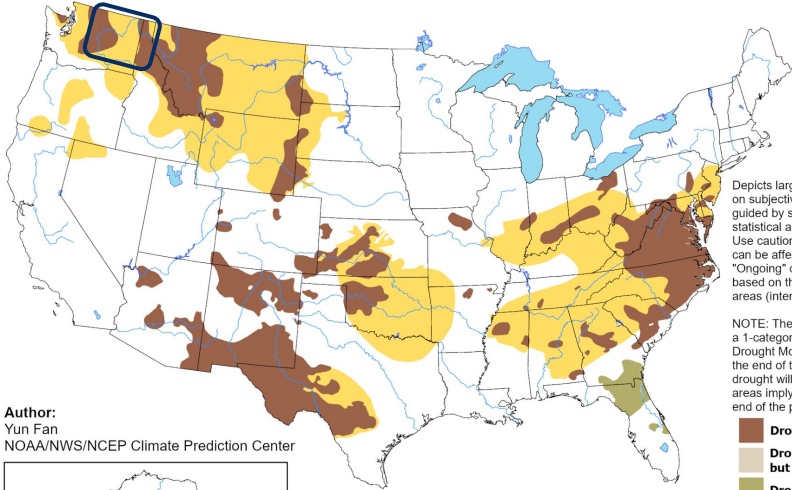 Depicts larg
on subjectiv
guided by s
statistical a
Use caution
can be affe
"Ongoing" d
based on th
areas (inter
NOTE: The
a 1-categor
Drought Mo
the end of t
drought will
areas imply
end of the p
Author:
Yun Fan
NOAA/NWS/NCEP Climate Prediction Center
Dro
Dro
but
Dro